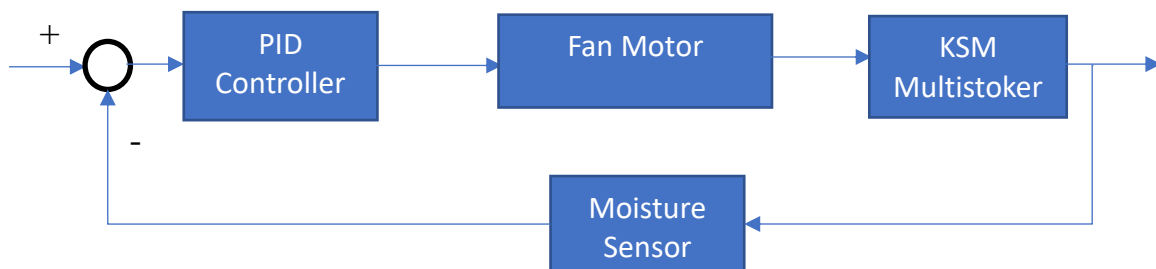 +
PID
Controller
Fan Motor
KSM
Multistoker
-
Moisture
Sensor